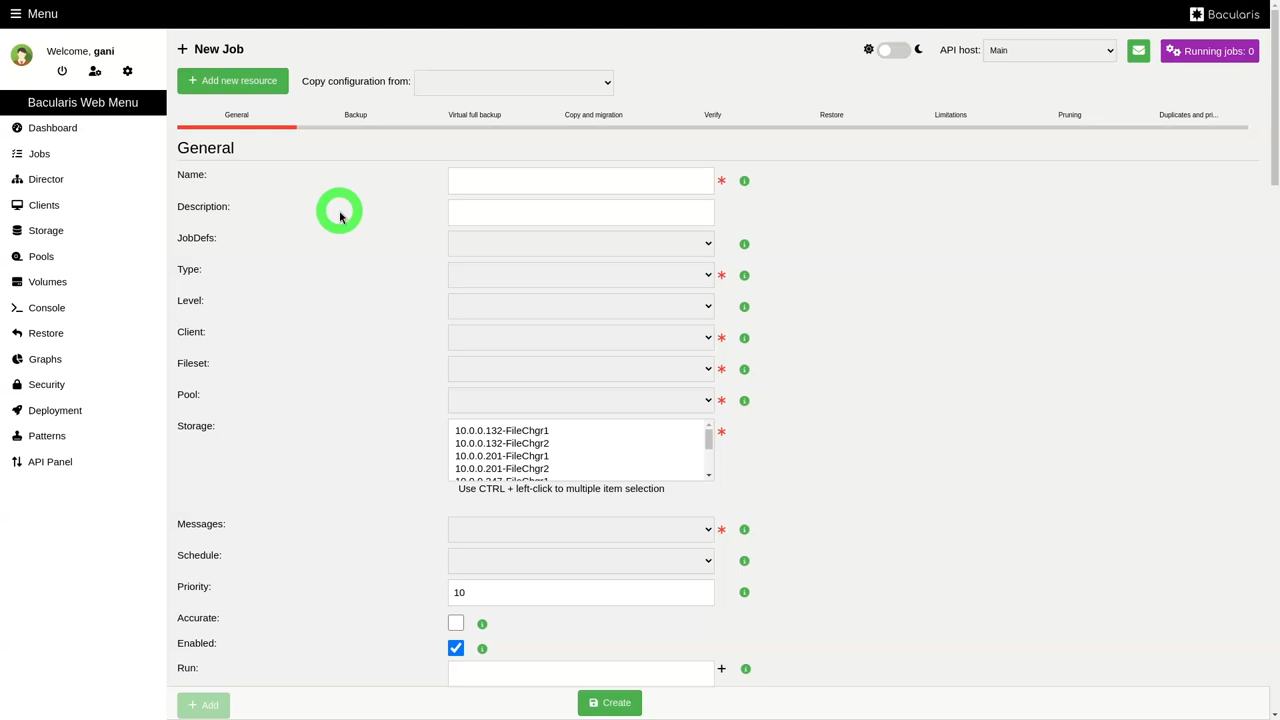 Menu
Bacularis
Welcome, gani
Bacularis Web Menu
Dashboard
Jobs
Director
Clients
Storage
Pools
Volumes
Console
Restore
Graphs
Security
Deployment
Patterns
API Panel
New Job
API host:
Main
Running jobs: 0
Add new resource
Copy configuration from:
General
Backup
Virtual full backup
Copy and migration
Verify
Restore
Limitations
Pruning
Duplicates and pri...
General
Name:
Description:
JobDefs:
Type:
Level:
Client:
Fileset:
Pool:
Storage:
10.0.0.132-FileChgr1
10.0.0.132-FileChgr2
10.0.0.201-FileChgr1
10.0.0.201-FileChgr2
10.0.0.247-FileChgr1
Use CTRL + left-click to multiple item selection
Messages:
Schedule:
Priority:
10
Accurate:
Enabled:
Run:
Add
Create